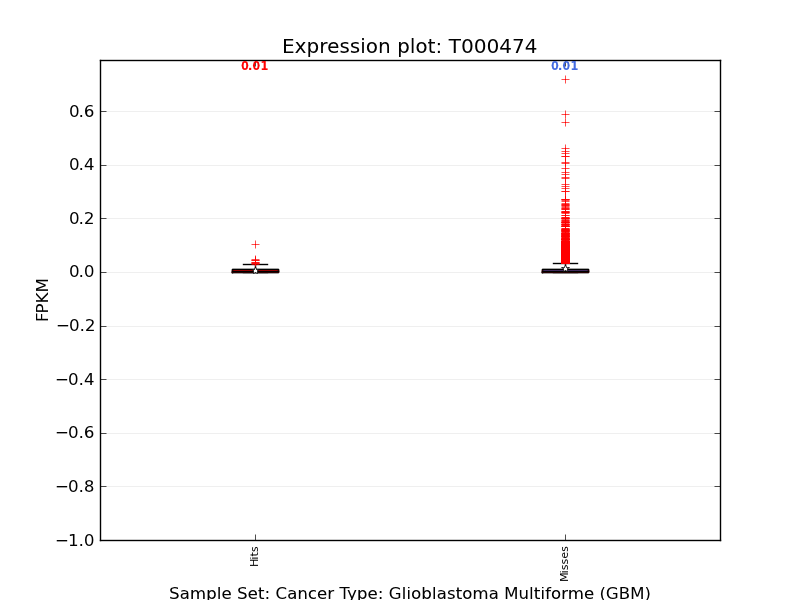 Expression plot: T000474
0.01 0.01
0.6
0.4
0.2
0.0
−0.2
−0.4
−0.6
−0.8
−1.0
FPKM
Hits Misses
Sample Set: Cancer Type: Glioblastoma Multiforme (GBM)